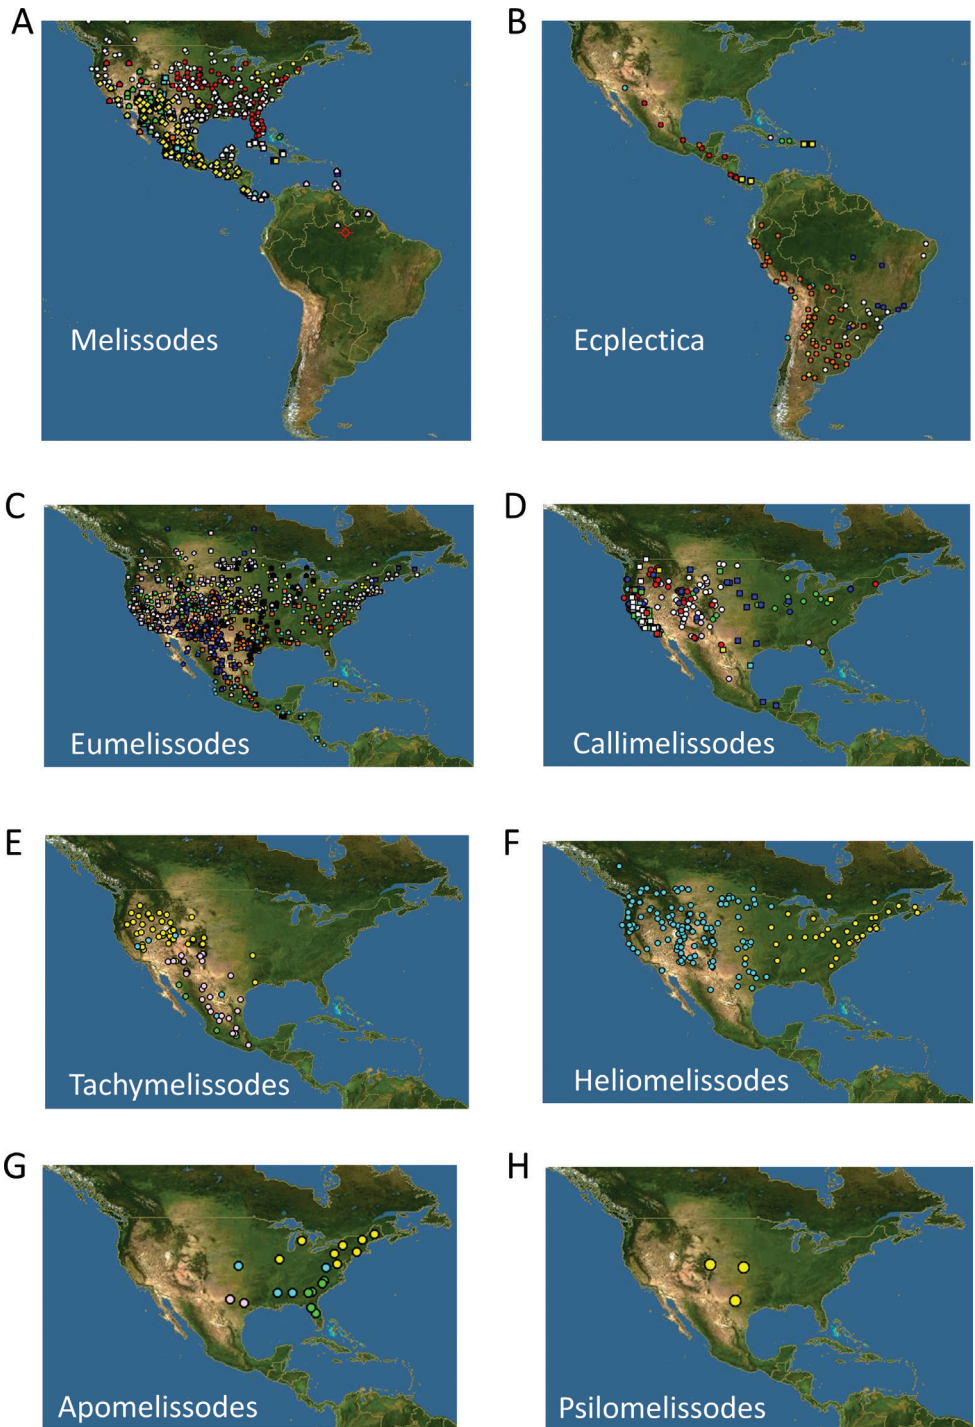 A
B
Melissodes
Ecplectica
C
D
Eumelissodes
Callimelissodes
E
F
Tachymelissodes
Heliomelissodes
G
H
Apomelissodes
Psilomelissodes